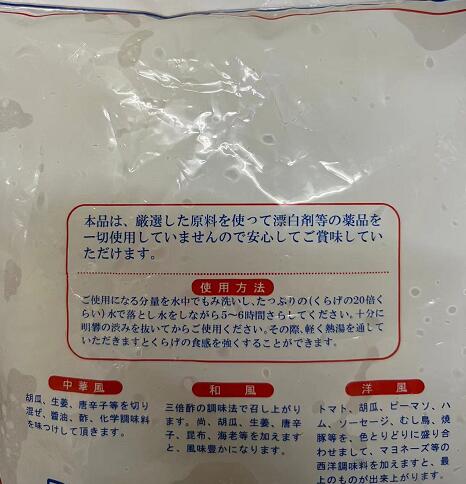 本品は、厳選した原料を使つて漂白剤等の薬品を
一切使用していませんので安心してご賞味してい
ただけます。
使用方法
ご使用になる分量を水中でもみ洗いし、たっぷりの(くらげの20倍く
らい)水で落とし水をしながら5〜6時間さらしてください。十分に
明礬の渋みを抜いてからご使用ください。その際、軽く熱湯を通して
いただきますとくらげの食感を強くすることができます。
中華風
胡瓜、生姜、唐辛子等を切り
混ぜ、醬油、酢、化学調味料
を味つけして頂きます。
和風
三倍酢の調味法で召し上がり
ます。尚、胡瓜、生姜、唐辛
子、昆布、海老等を加えます
と、風味豊かになります。
洋風
トマト、胡瓜、ピーマソ、ハ
ム、ソーセージ、むし鳥、焼
豚等を、色とりどりに盛り合
わせまして、マヨネーズ等の
西洋調味料を加えますと、最
上のものが出来上がります。